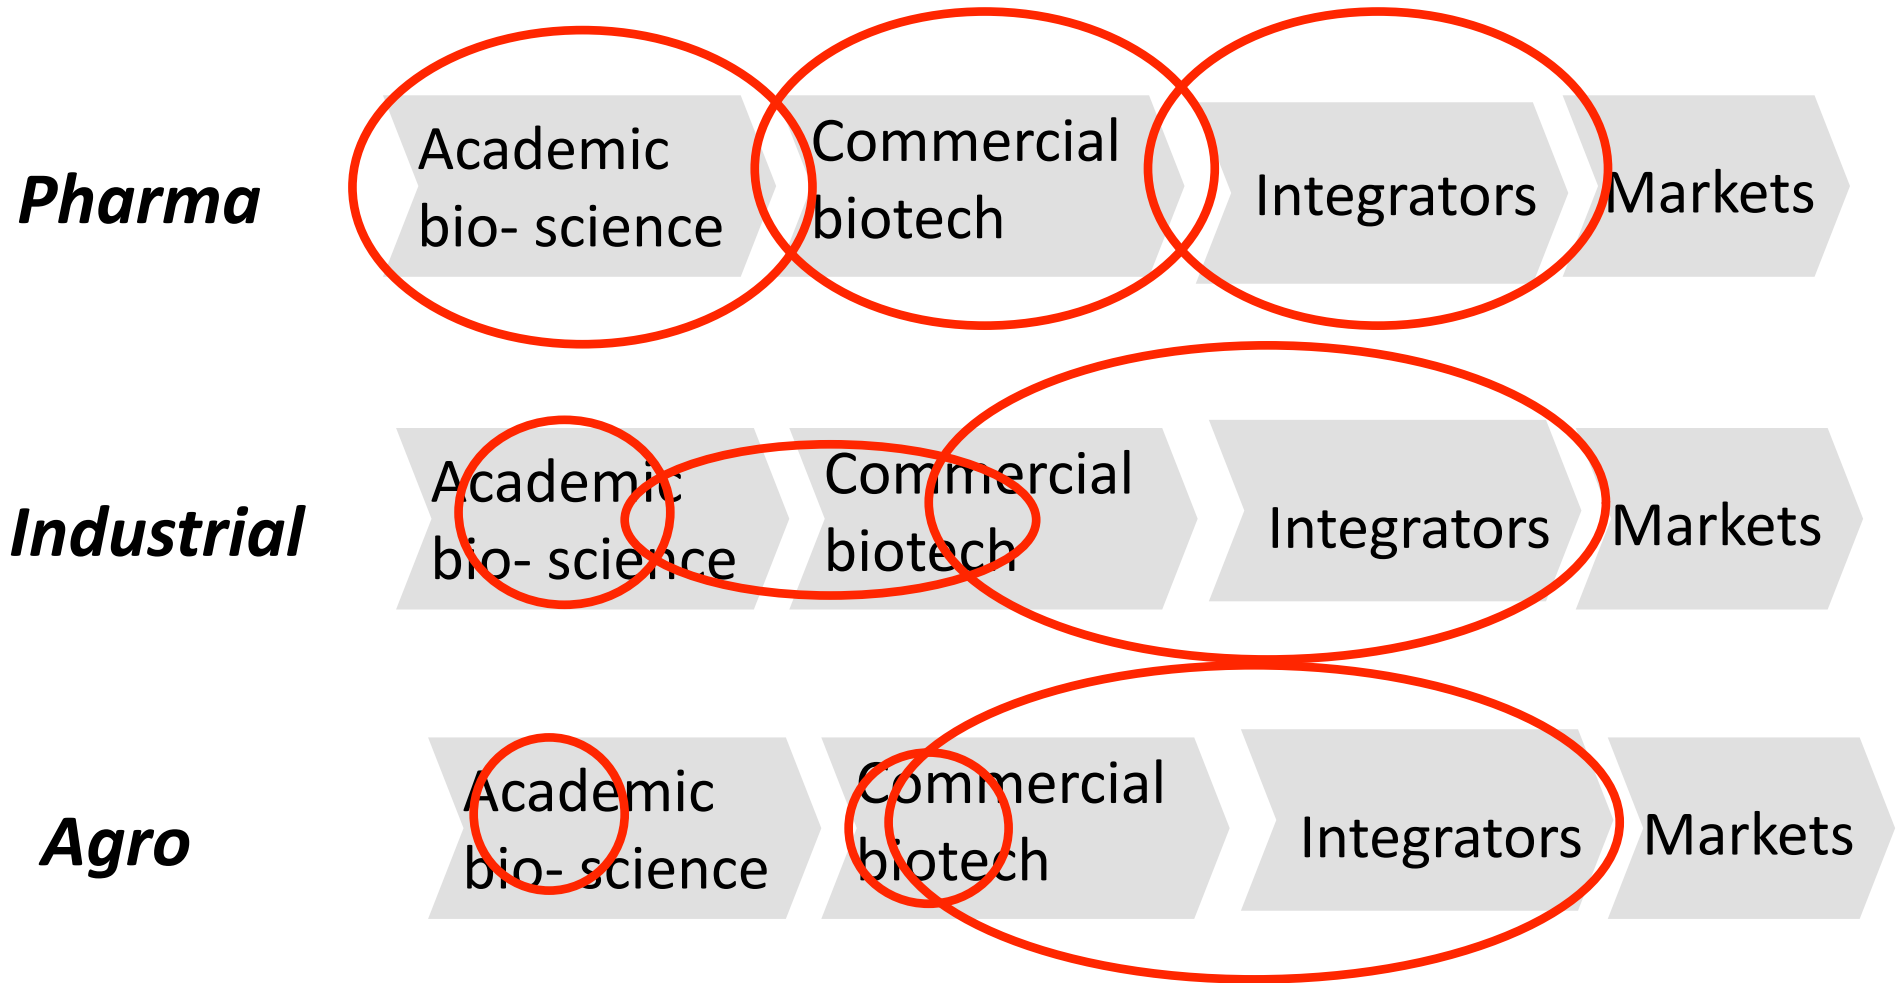 Pharma
Academic
bio- science
Commercial
biotech
Integrators
Markets
Industrial
Academic
bio- science
Commercial
biotech
Integrators
Markets
Agro
Academic
bio- science
Commercial
biotech
Integrators
Markets